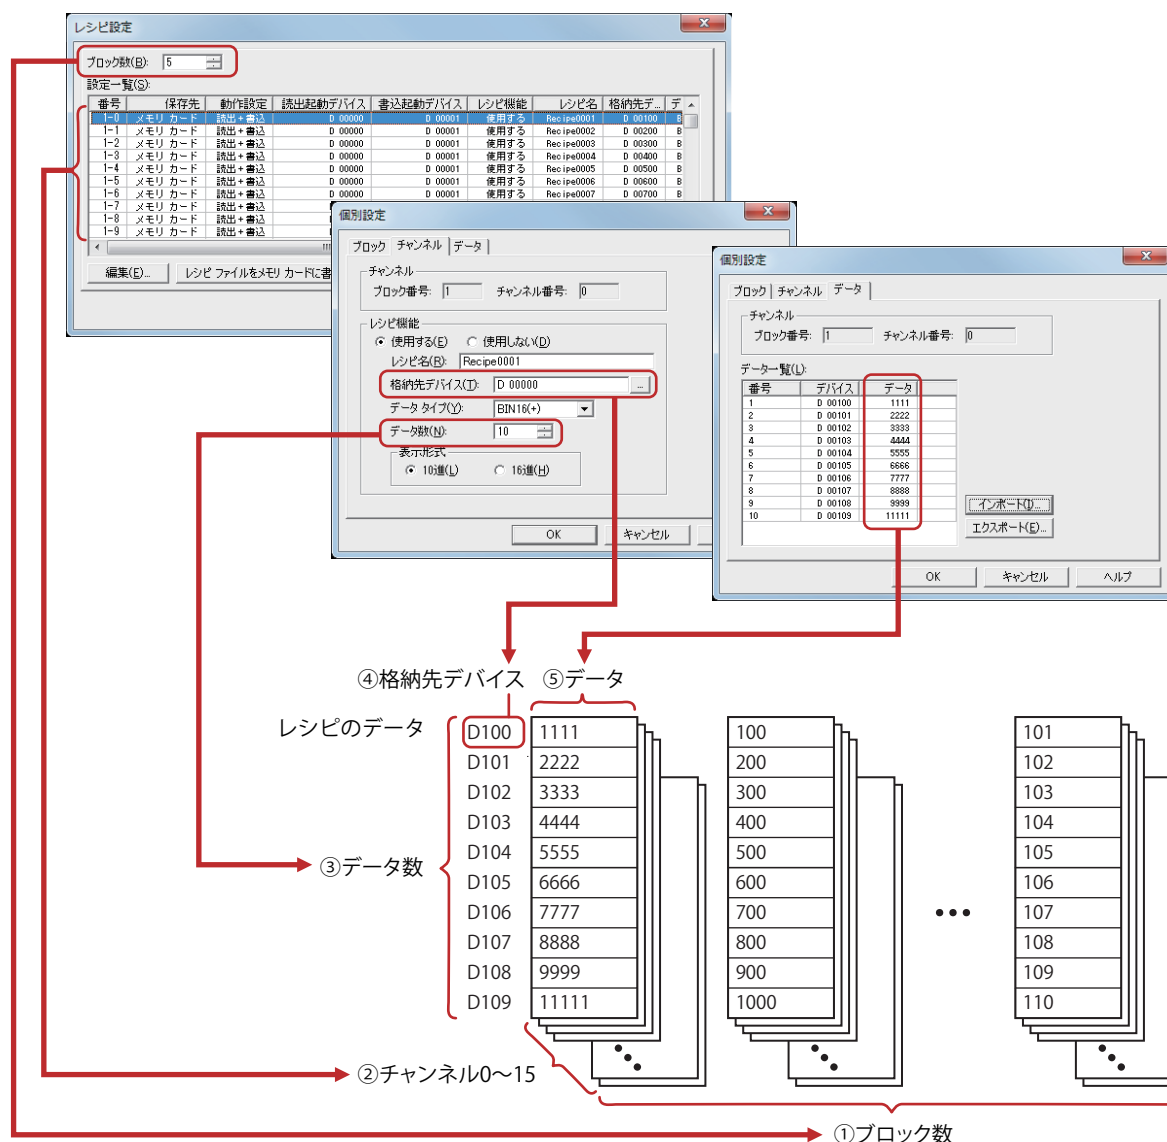 レシピ設定
ブロック数(B): 5
設定一覧(S):
番号 保存先 動作設定 読出起動デバイス 書込起動デバイス レシピ機能 レシピ名 格納先デ... デ
1-0 メモリ カード 読出+書込 D 00000 D 00001 使用する Recipe0001 D 00100 B
1-1 メモリ カード 読出+書込 D 00000 D 00001 使用する Recipe0002 D 00200 B
1-2 メモリ カード 読出+書込 D 00000 D 00001 使用する Recipe0003 D 00300 B
1-3 メモリ カード 読出+書込 D 00000 D 00001 使用する Recipe0004 D 00400 B
1-4 メモリ カード 読出+書込 D 00000 D 00001 使用する Recipe0005 D 00500 B
1-5 メモリ カード 読出+書込 D 00000 D 00001 使用する Recipe0006 D 00600 B
1-6 メモリ カード 読出+書込 D 00000 D 00001 使用する Recipe0007 D 00700 B
1-7 メモリ カード 読出+書込
1-8 メモリ カード 読出+書込
1-9 メモリ カード 読出+書込
編集(E)... レシピ ファイルをメモリ カードに書
個別設定
ブロック チャンネル データ
チャンネル
ブロック番号: 1 チャンネル番号: 0
レシピ機能
使用する(E) 使用しない(D)
レシピ名(R): Recipe0001
格納先デバイス(T): D 00000 ...
データ タイプ(Y): BIN16(+)
データ数(N): 10
表示形式
10進(L) 16進(H)
OK キャンセル
個別設定
ブロック チャンネル データ
チャンネル
ブロック番号: 1 チャンネル番号: 0
データ一覧(L):
番号 デバイス データ
1 D 00100 1111
2 D 00101 2222
3 D 00102 3333
4 D 00103 4444
5 D 00104 5555
6 D 00105 6666
7 D 00106 7777
8 D 00107 8888
9 D 00108 9999
10 D 00109 11111
インポート(I)...
エクスポート(E)...
OK キャンセル ヘルプ
④格納先デバイス ⑤データ
レシピのデータ
D100 1111 100 101
D101 2222 200 102
D102 3333 300 103
D103 4444 400 104
D104 5555 500 105
③データ数
D105 6666 600 106
D106 7777 700 107
D107 8888 800 108
D108 9999 900 109
D109 11111 1000 110
②チャンネル0〜15
①ブロック数